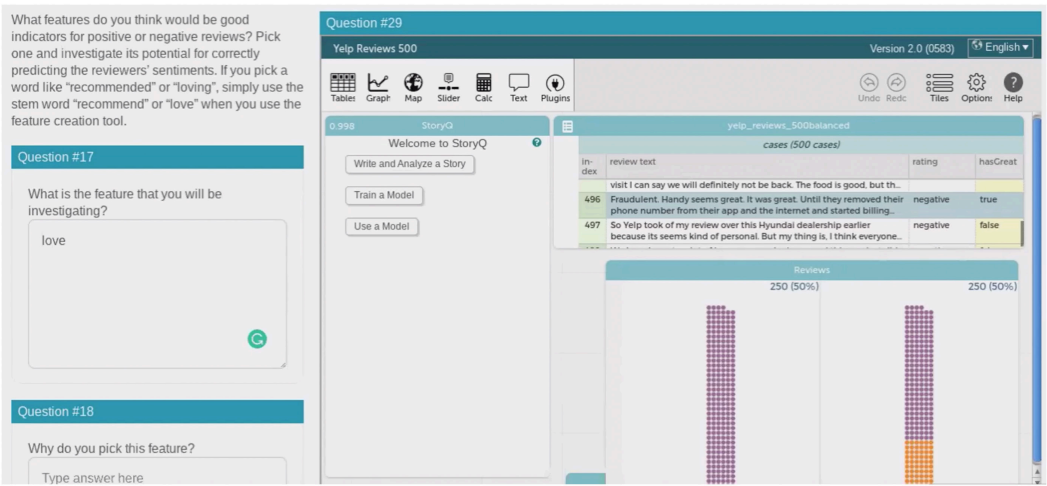 What features do you think would be good
indicators for positive or negative reviews? Pick
one and investigate its potential for correctly
predicting the reviewers' sentiments. If you pick a
word like "recommended" or "loving", simply use the
stem word "recommend" or "love" when you use the
feature creation tool.
Question #17
What is the feature that you will be
investigating?
love
Question #18
Why do you pick this feature?
Type answer here
Question #29
Yelp Reviews 500
Version 2.0 (0583)
English
Tables Graph Map Slider Calc Text Plugins
Undo Redo Tiles Options Help
0.998 StoryQ
Welcome to StoryQ
Write and Analyze a Story
Train a Model
Use a Model
yelp_reviews_500balanced
cases (500 cases)
in-
dex review text rating hasGreat
visit I can say we will definitely not be back. The food is good, but th...
496 Fraudulent. Handy seems great. It was great. Until they removed their negative true
phone number from their app and the internet and started billing...
497 So Yelp took of my review over this Hyundai dealership earlier negative false
because its seems kind of personal. But my thing is, I think everyone...
Reviews
250 (50%) 250 (50%)